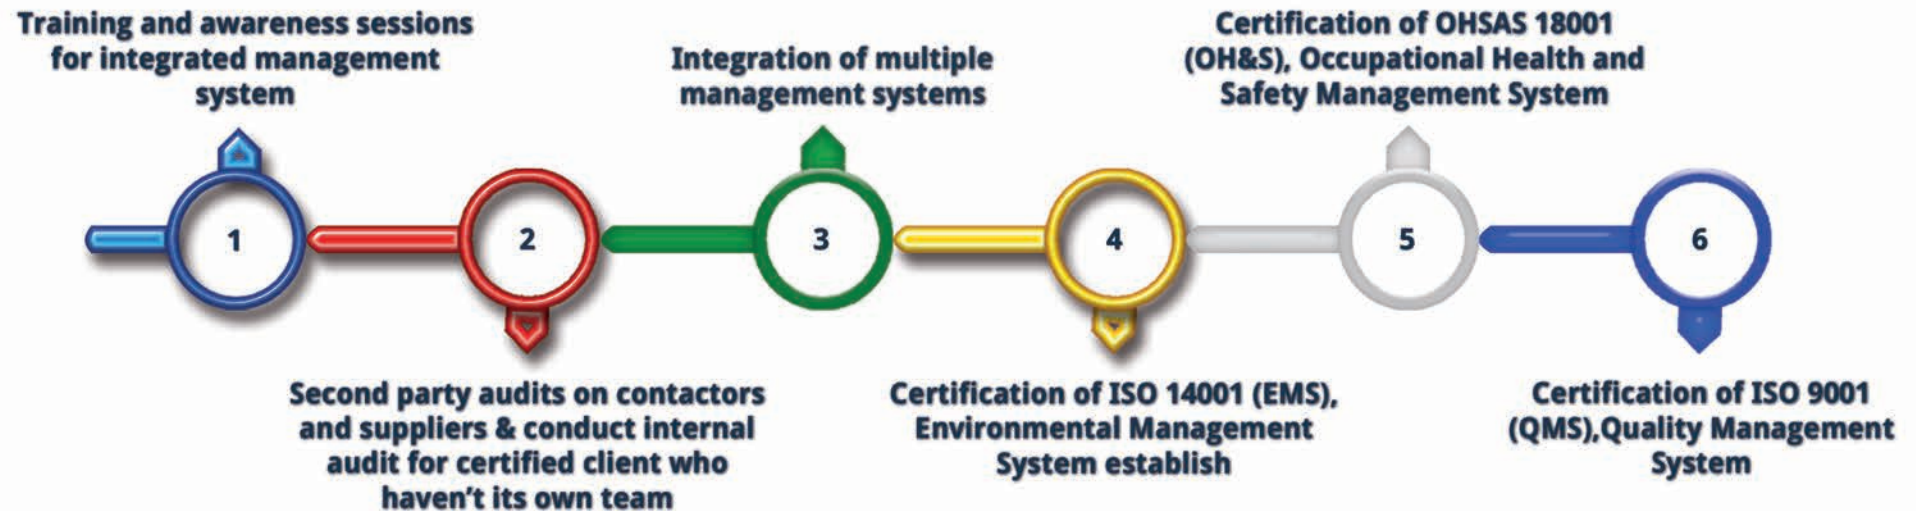 Training and awareness sessions
for integrated management
system
Integration of multiple
management systems
Certification of OHSAS 18001
(OH&S), Occupational Health and
Safety Management System
1
2
3
4
5
6
Second party audits on contactors
and suppliers & conduct internal
audit for certified client who
haven't its own team
Certification of ISO 14001 (EMS),
Environmental Management
System establish
Certification of ISO 9001
(QMS),Quality Management
System